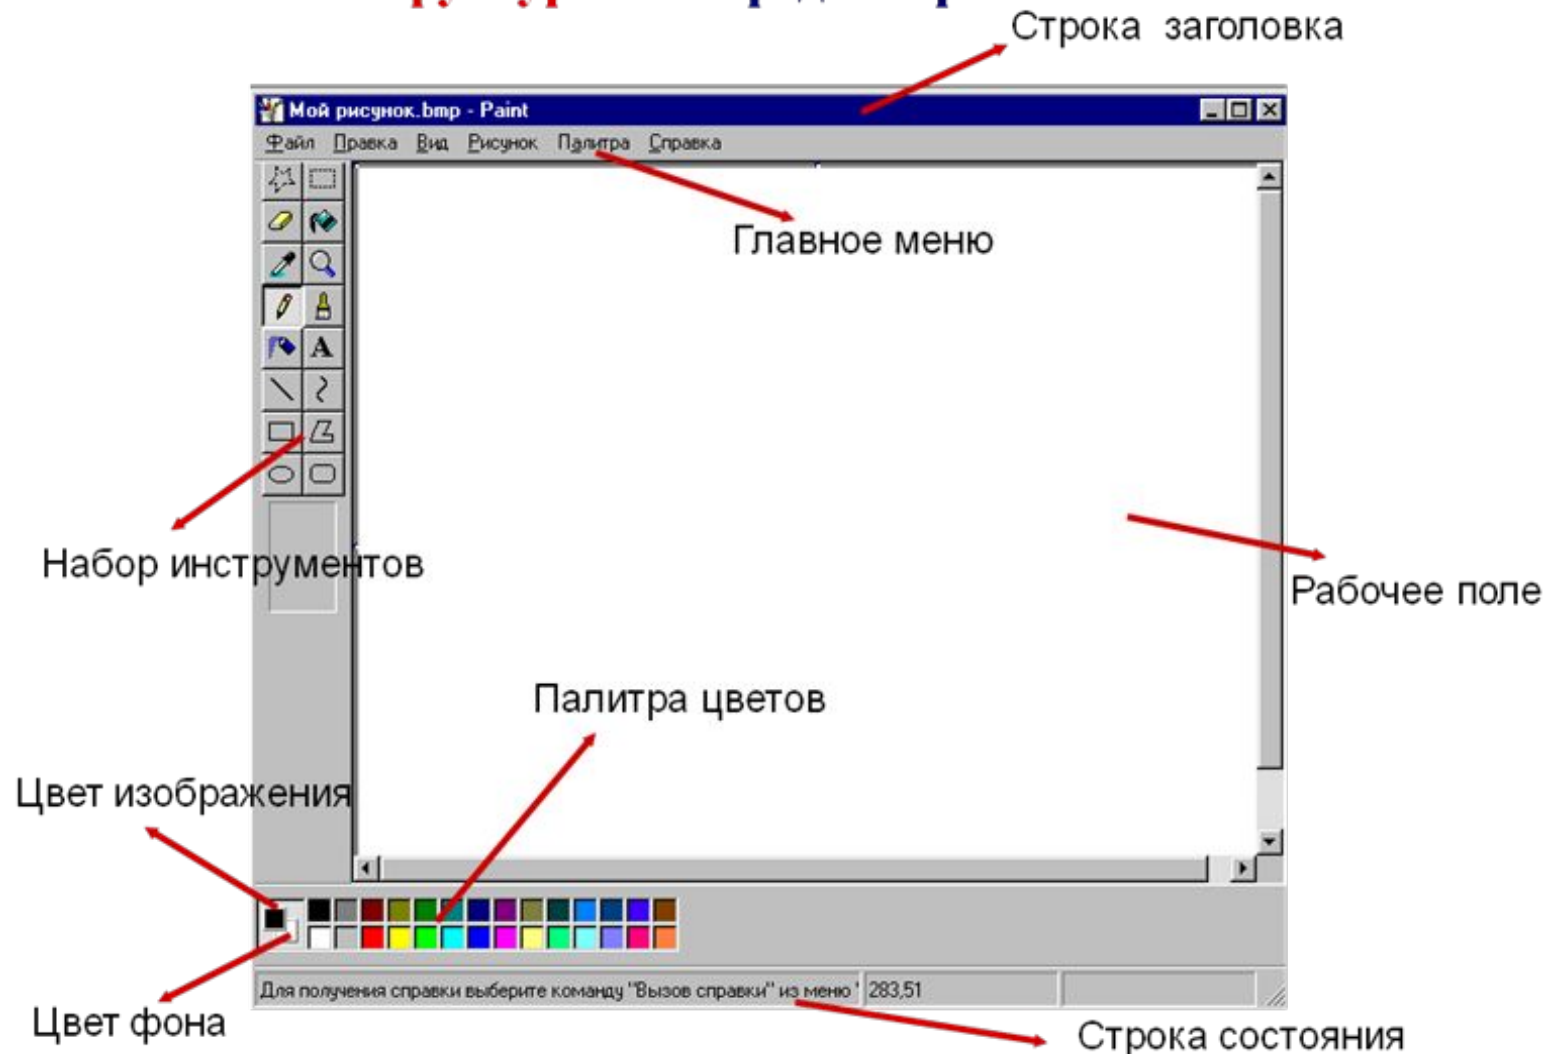 Строка заголовка
Мой рисунок.bmp - Paint
Файл Правка Вид Рисунок Палитра Справка
Главное меню
A
Набор инструментов
Рабочее поле
Палитра цветов
Цвет изображения
Для получения справки выберите команду "Вызов справки" из меню " 283,51
Цвет фона
Строка состояния